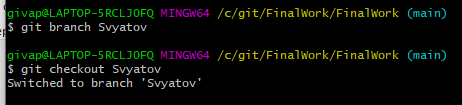 givap@LAPTOP-5RCLJOFQ MINGW64 /c/git/FinalWork/FinalWork (main)
$ git branch Svyatov
givap@LAPTOP-5RCLJOFQ MINGW64 /c/git/FinalWork/FinalWork (main)
$ git checkout Svyatov
Switched to branch 'Svyatov'